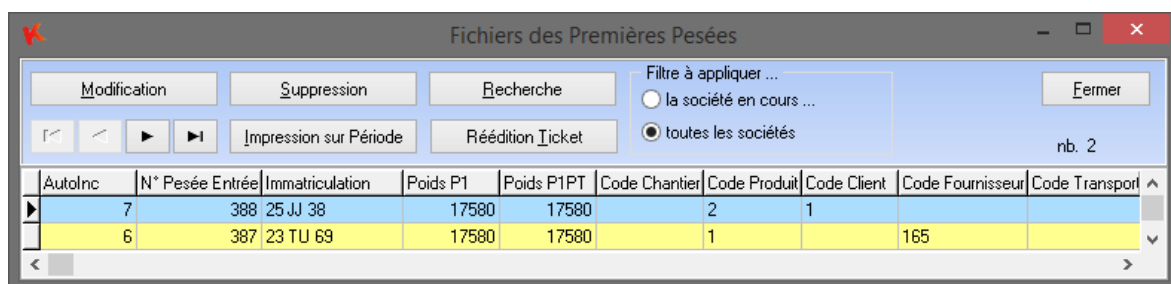 Fichiers des Premières Pesées
Modification Suppression Recherche Filtre à appliquer ... Fermer
la société en cours ...
Impression sur Période Réédition Ticket toutes les sociétés nb. 2
AutoInc N° Pesée Entrée Immatriculation Poids P1 Poids P1PT Code Chantier Code Produit Code Client Code Fournisseur Code Transport
7 388 25 JJ 38 17580 17580 2 1
6 387 23 TU 69 17580 17580 1 165